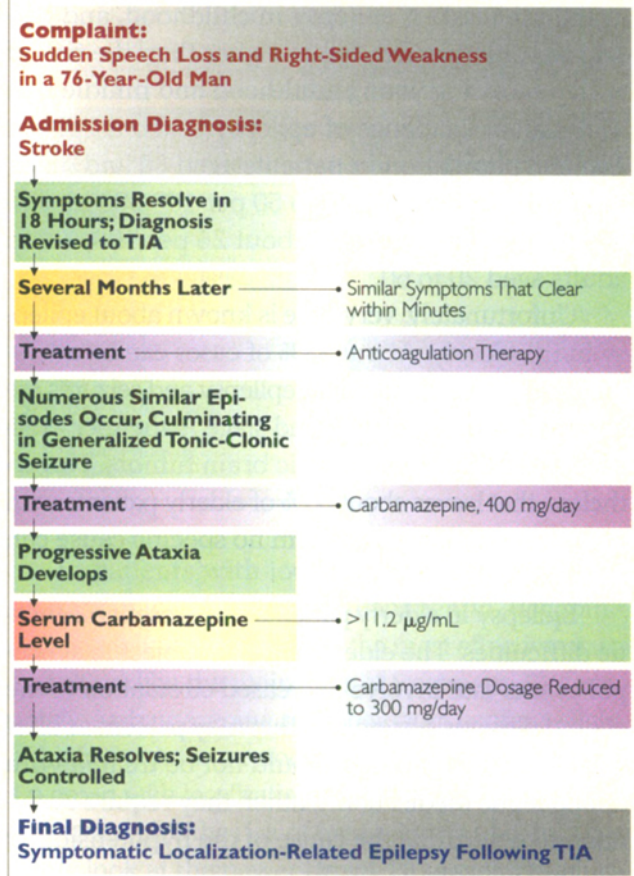 Complaint:
Sudden Speech Loss and Right-Sided Weakness
in a 76-Year-Old Man
Admission Diagnosis:
Stroke
Symptoms Resolve in
18 Hours; Diagnosis
Revised to TIA
Several Months Later
Similar Symptoms That Clear
within Minutes
Treatment
Anticoagulation Therapy
Numerous Similar Epi-
sodes Occur, Culminating
in Generalized Tonic-Clonic
Seizure
Treatment
Carbamazepine, 400 mg/day
Progressive Ataxia
Develops
Serum Carbamazepine
Level
>11.2 µg/mL
Treatment
Carbamazepine Dosage Reduced
to 300 mg/day
Ataxia Resolves; Seizures
Controlled
Final Diagnosis:
Symptomatic Localization-Related Epilepsy Following TIA